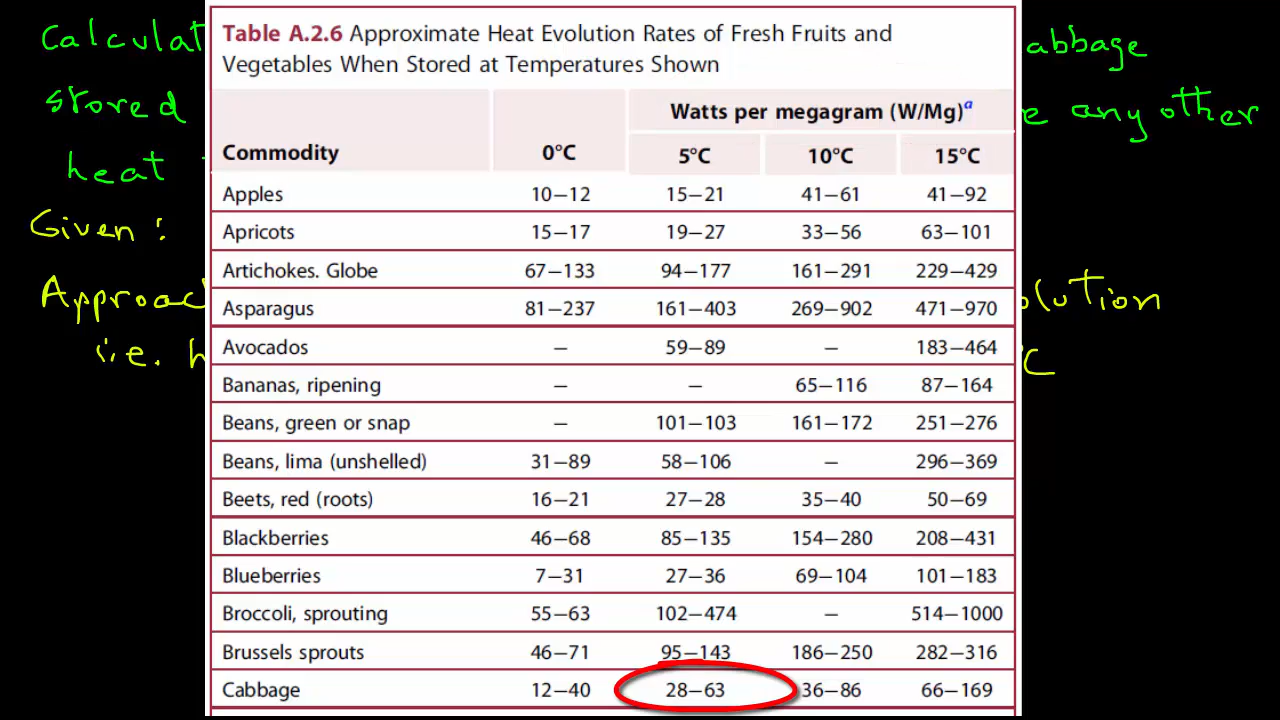 Calculat
abbage
stored
e any other
heat
Given :
Approac
olution
i.e. h
C
Table A.2.6 Approximate Heat Evolution Rates of Fresh Fruits and
Vegetables When Stored at Temperatures Shown
Watts per megagram (W/Mg)a
Commodity 0°C 5°C 10°C 15°C
Apples 10–12 15–21 41–61 41–92
Apricots 15–17 19–27 33–56 63–101
Artichokes. Globe 67–133 94–177 161–291 229–429
Asparagus 81–237 161–403 269–902 471–970
Avocados – 59–89 – 183–464
Bananas, ripening – – 65–116 87–164
Beans, green or snap – 101–103 161–172 251–276
Beans, lima (unshelled) 31–89 58–106 – 296–369
Beets, red (roots) 16–21 27–28 35–40 50–69
Blackberries 46–68 85–135 154–280 208–431
Blueberries 7–31 27–36 69–104 101–183
Broccoli, sprouting 55–63 102–474 – 514–1000
Brussels sprouts 46–71 95–143 186–250 282–316
Cabbage 12–40 28–63 36–86 66–169